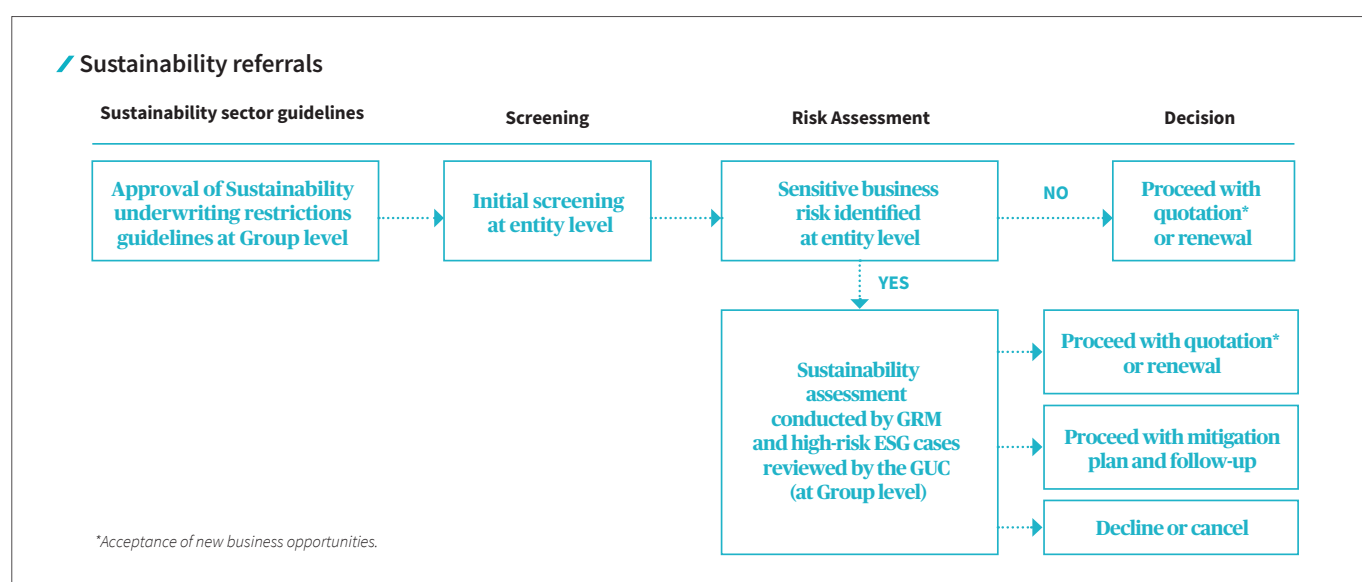 Sustainability referrals
Sustainability sector guidelines
Screening
Risk Assessment
Decision
Approval of Sustainability
underwriting restrictions
guidelines at Group level
Initial screening
at entity level
Sensitive business
risk identified
at entity level
NO
Proceed with
quotation*
or renewal
YES
Sustainability
assessment
conducted by GRM
and high-risk ESG cases
reviewed by the GUC
(at Group level)
Proceed with quotation*
or renewal
Proceed with mitigation
plan and follow-up
Decline or cancel
*Acceptance of new business opportunities.